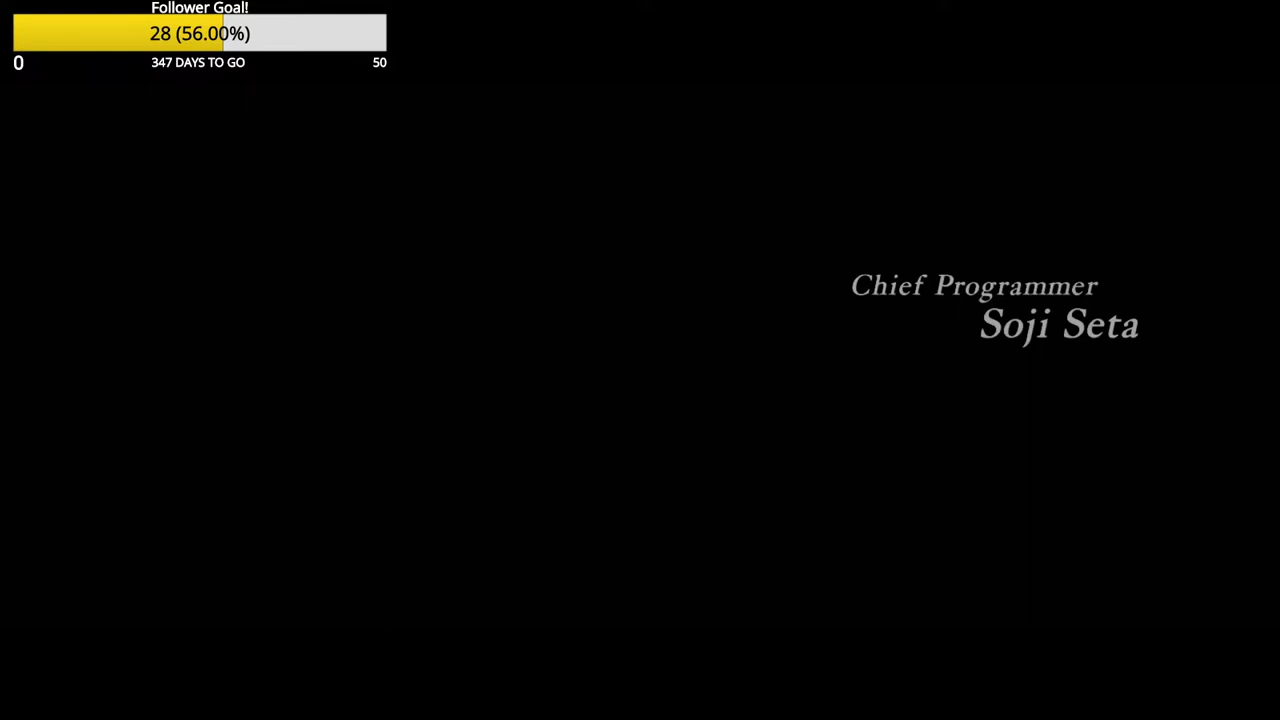 Follower Goal!
28 (56.00%)
0
347 DAYS TO GO
50
Chief Programmer
Soji Seta